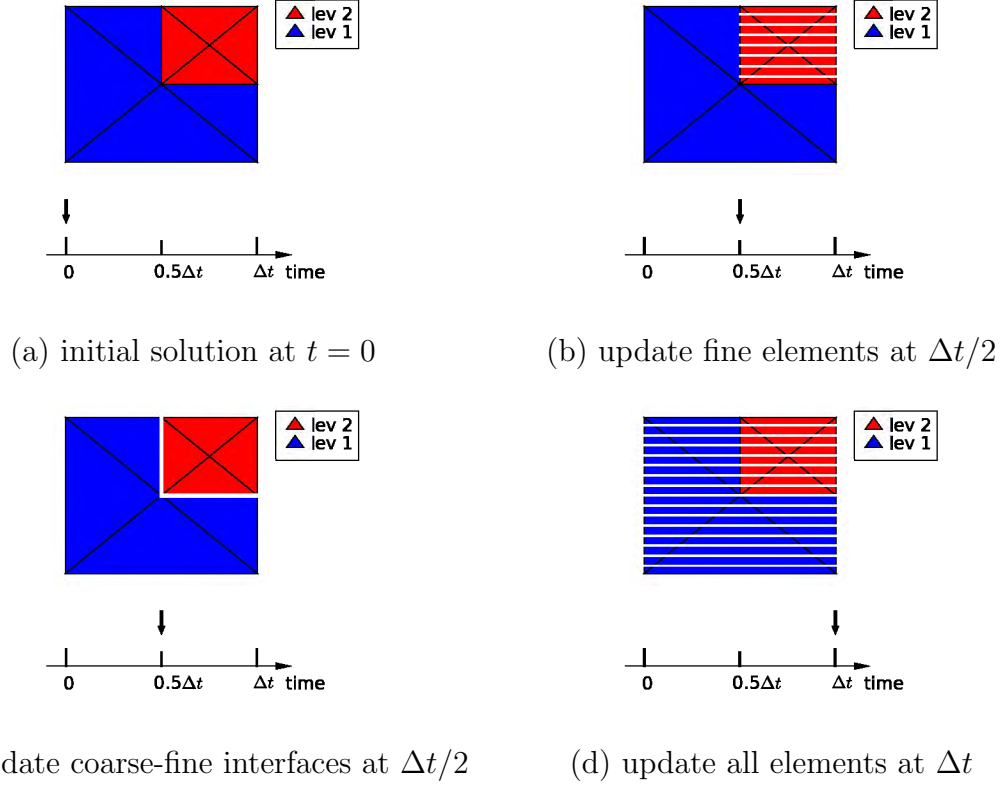 lev 2
lev 1
0
0.5Δt
Δt
time
(a) initial solution at t = 0
lev 2
lev 1
0
0.5Δt
Δt
time
(b) update fine elements at Δt/2
lev 2
lev 1
0
0.5Δt
Δt
time
date coarse-fine interfaces at Δt/2
lev 2
lev 1
0
0.5Δt
Δt
time
(d) update all elements at Δt